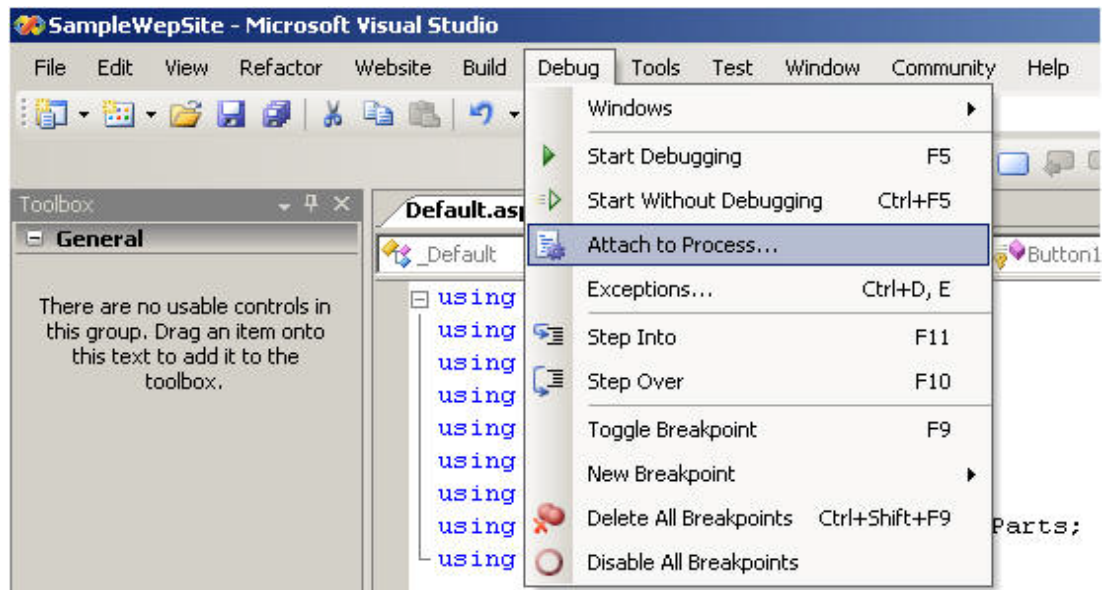 SampleWepSite - Microsoft Visual Studio
File Edit View Refactor Website Build Debug Tools Test Window Community Help
Windows
Start Debugging F5
Start Without Debugging Ctrl+F5
Attach to Process...
Exceptions... Ctrl+D, E
Step Into F11
Step Over F10
Toggle Breakpoint F9
New Breakpoint
Delete All Breakpoints Ctrl+Shift+F9
Disable All Breakpoints
Toolbox
General
There are no usable controls in
this group. Drag an item onto
this text to add it to the
toolbox.
Default.asp
_Default
Button1
using
using
using
using
using
using
using
using Parts;
using